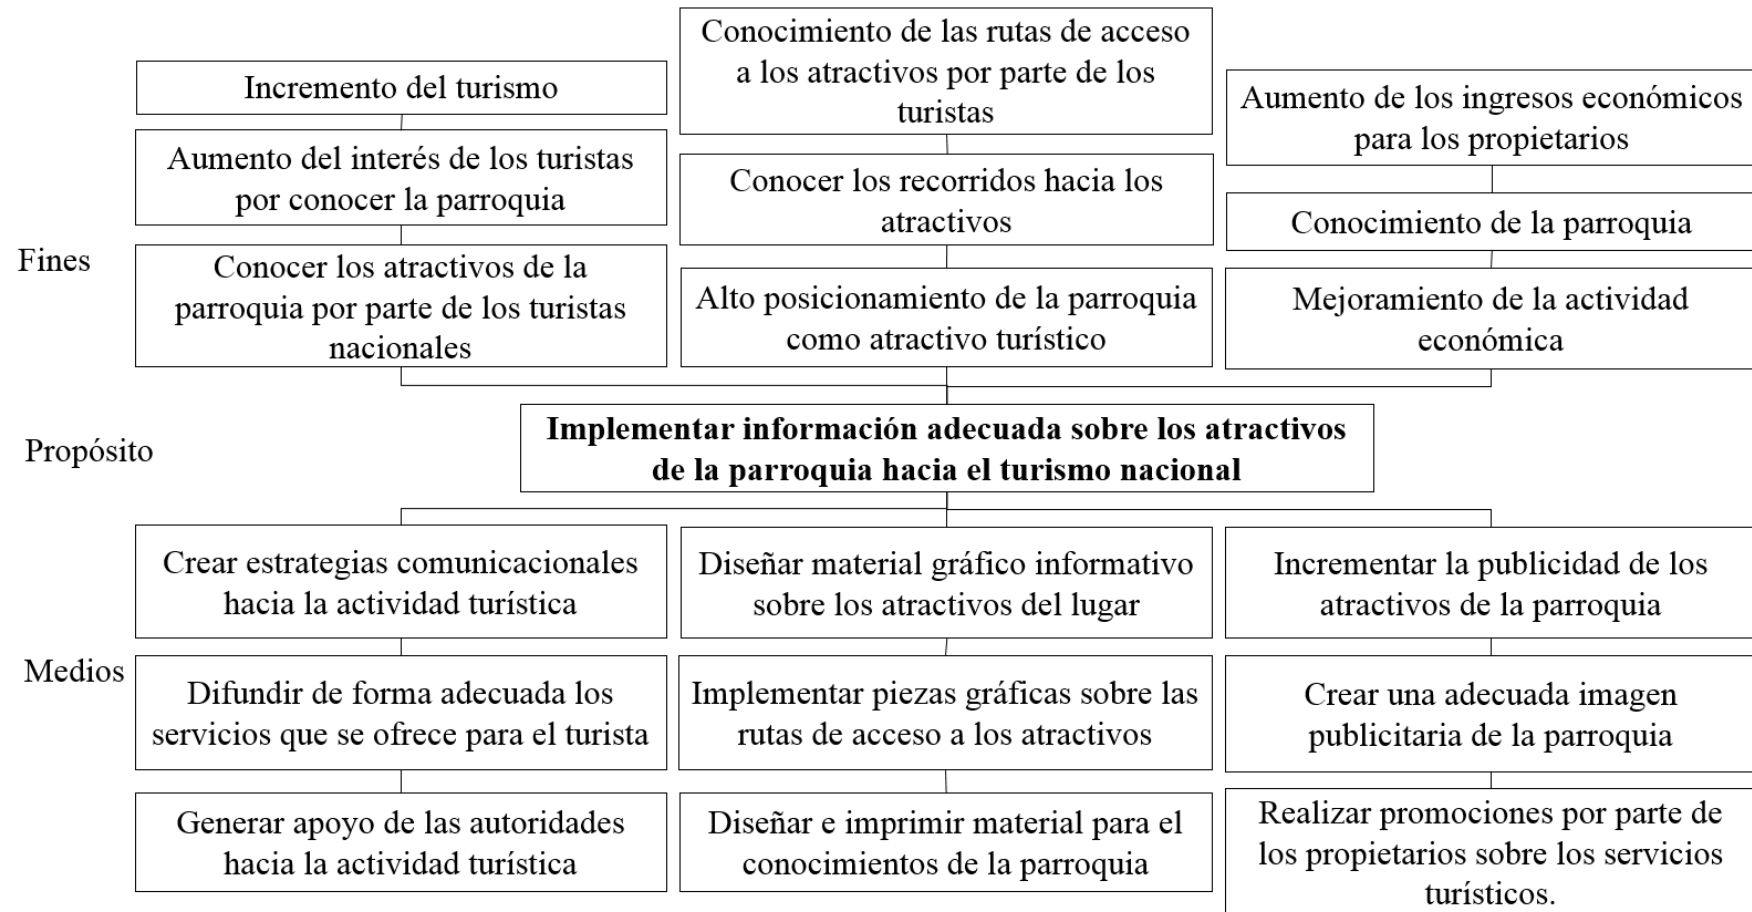 Incremento del turismo
Aumento del interés de los turistas
por conocer la parroquia
Conocer los atractivos de la
parroquia por parte de los turistas
nacionales
Conocimiento de las rutas de acceso
a los atractivos por parte de los
turistas
Conocer los recorridos hacia los
atractivos
Alto posicionamiento de la parroquia
como atractivo turístico
Aumento de los ingresos económicos
para los propietarios
Conocimiento de la parroquia
Mejoramiento de la actividad
económica
Fines
Propósito
Implementar información adecuada sobre los atractivos
de la parroquia hacia el turismo nacional
Medios
Crear estrategias comunicacionales
hacia la actividad turística
Difundir de forma adecuada los
servicios que se ofrece para el turista
Generar apoyo de las autoridades
hacia la actividad turística
Diseñar material gráfico informativo
sobre los atractivos del lugar
Implementar piezas gráficas sobre las
rutas de acceso a los atractivos
Diseñar e imprimir material para el
conocimientos de la parroquia
Incrementar la publicidad de los
atractivos de la parroquia
Crear una adecuada imagen
publicitaria de la parroquia
Realizar promociones por parte de
los propietarios sobre los servicios
turísticos.